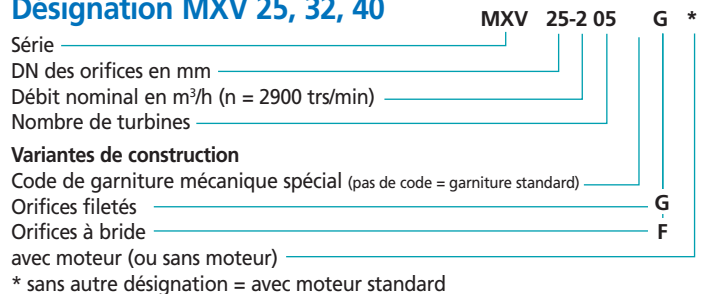 Désignation MXV 25, 32, 40
MXV 25-2 05 G *
Série
DN des orifices en mm
Débit nominal en m³/h (n = 2900 trs/min)
Nombre de turbines
Variantes de construction
Code de garniture mécanique spécial (pas de code = garniture standard)
Orifices filetés G
Orifices à bride F
avec moteur (ou sans moteur)
* sans autre désignation = avec moteur standard